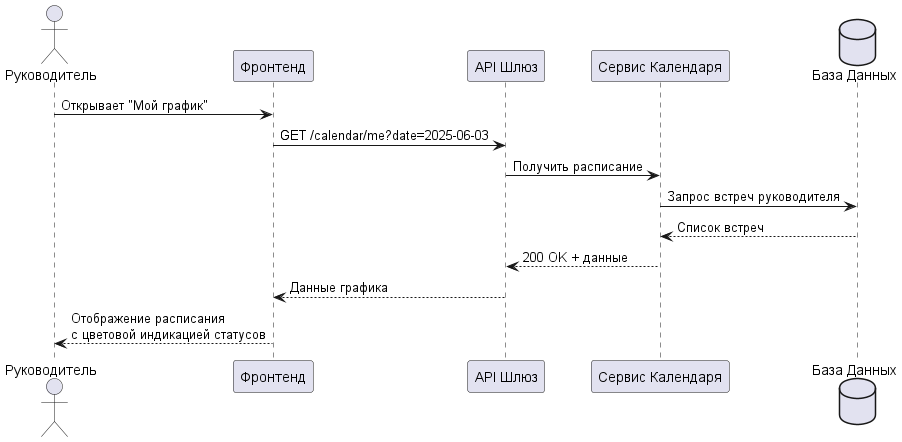 Руководитель
Фронтенд
API Шлюз
Сервис Календаря
База Данных
Открывает "Мой график"
GET /calendar/me?date=2025-06-03
Получить расписание
Запрос встреч руководителя
Список встреч
200 OK + данные
Данные графика
Отображение расписания
с цветовой индикацией статусов
Руководитель
Фронтенд
API Шлюз
Сервис Календаря
База Данных